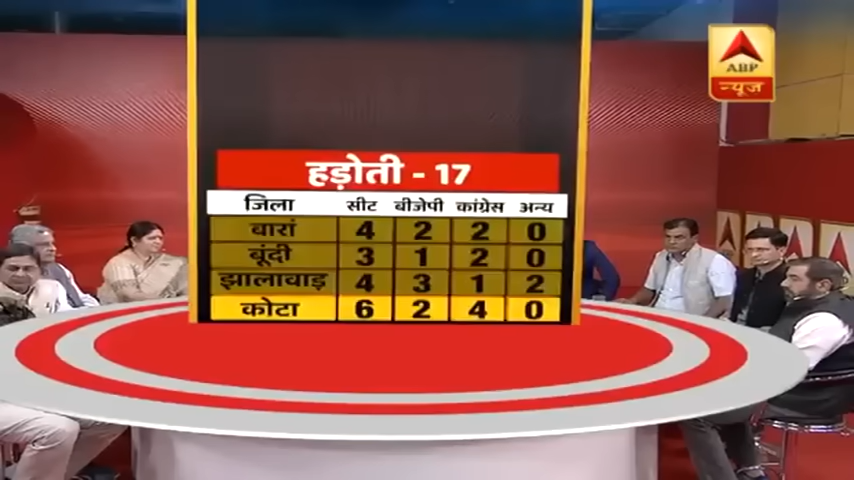 ABP
न्यूज़
हड़ोती - 17
जिला सीट बीजेपी कांग्रेस अन्य
बारां 4 2 2 0
बूंदी 3 1 2 0
झालाबाड़ 4 3 1 2
कोटा 6 2 4 0